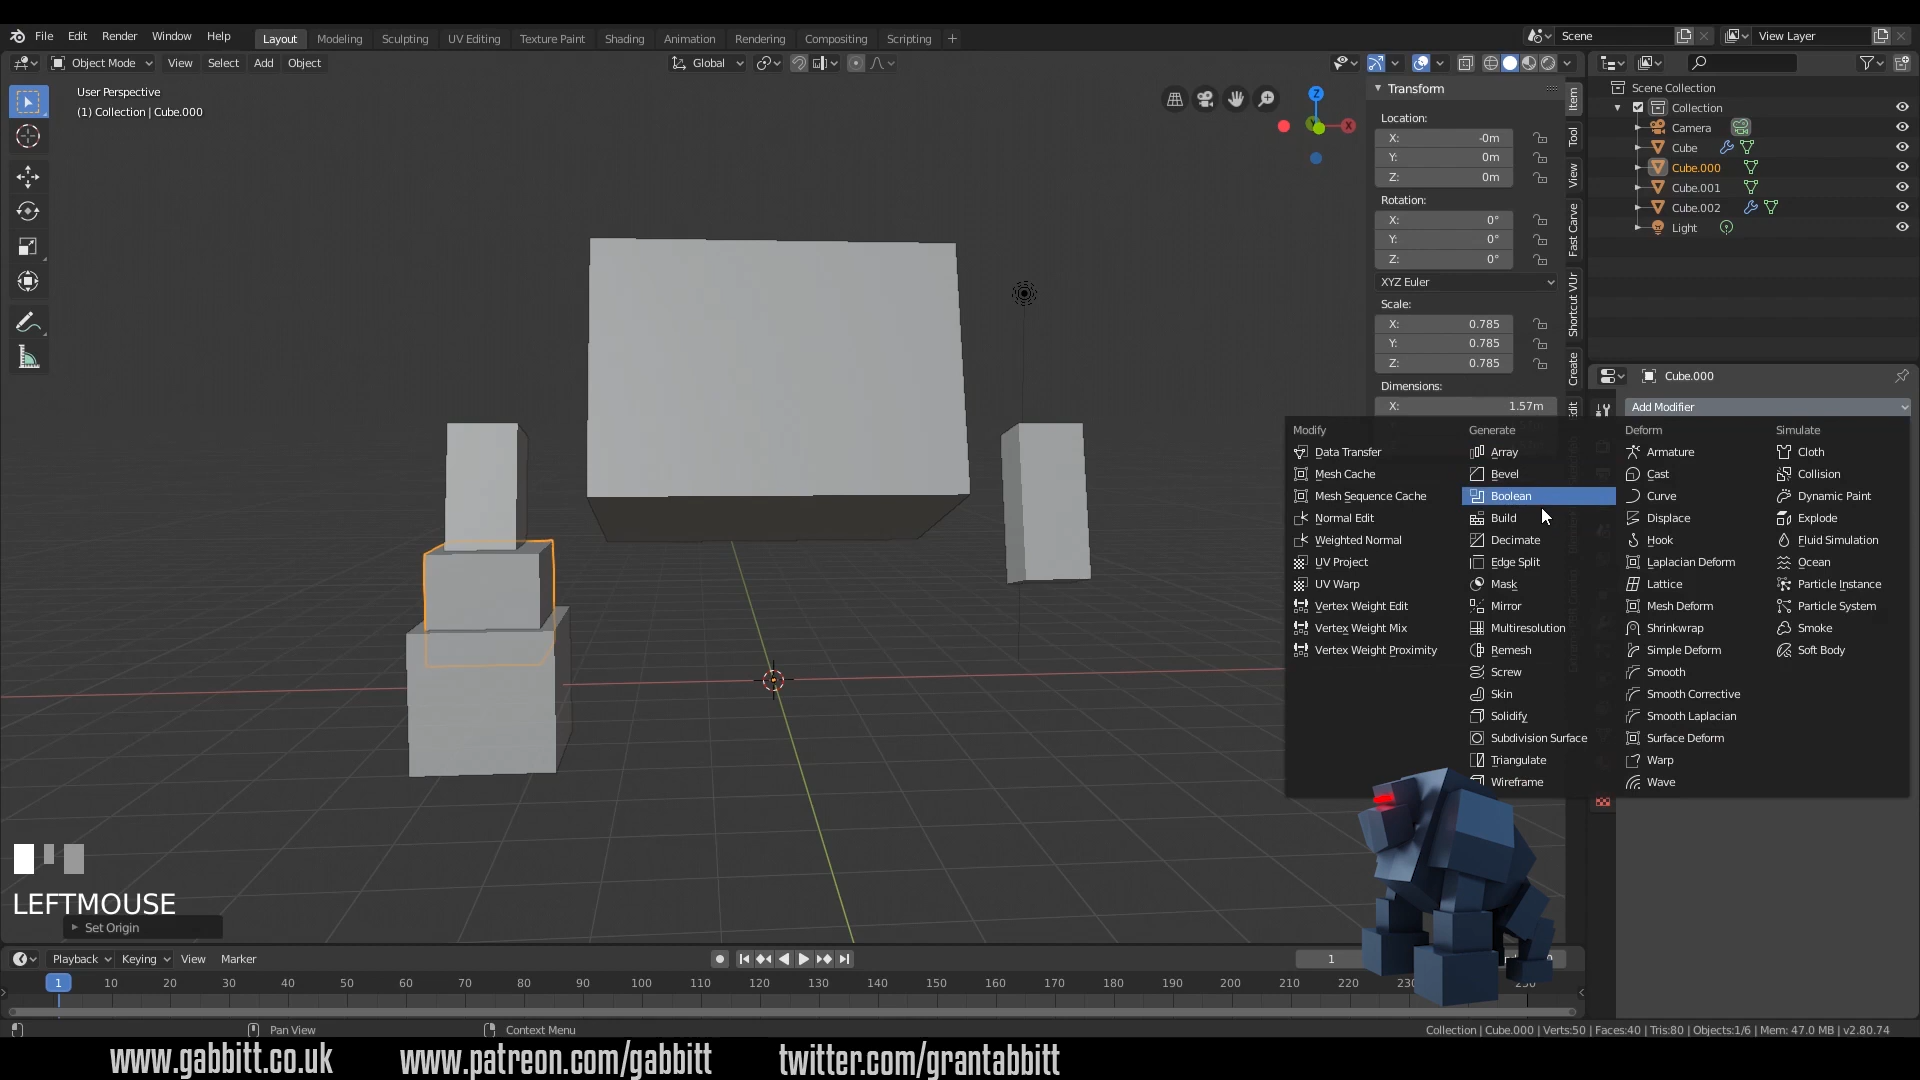 File Edit Render Window Help Layout Modeling Sculpting UV Editing Texture Paint Shading Animation Rendering Compositing Scripting + Scene View Layer
Object Mode View Select Add Object Global
User Perspective
(1) Collection | Cube.000
Transform
Location:
X: -0m
Y: 0m
Z: 0m
Rotation:
X: 0°
Y: 0°
Z: 0°
XYZ Euler
Scale:
X: 0.785
Y: 0.785
Z: 0.785
Dimensions:
X: 1.57m
Item
Tool
View
Fast Carve
Shortcut VUr
Create
Z
X
Scene Collection
Collection
Camera
Cube
Cube.000
Cube.001
Cube.002
Light
Cube.000
Add Modifier
Modify
Data Transfer
Mesh Cache
Mesh Sequence Cache
Normal Edit
Weighted Normal
UV Project
UV Warp
Vertex Weight Edit
Vertex Weight Mix
Vertex Weight Proximity
Generate
Array
Bevel
Boolean
Build
Decimate
Edge Split
Mask
Mirror
Multiresolution
Remesh
Screw
Skin
Solidify
Subdivision Surface
Triangulate
Wireframe
Deform
Armature
Cast
Curve
Displace
Hook
Laplacian Deform
Lattice
Mesh Deform
Shrinkwrap
Simple Deform
Smooth
Smooth Corrective
Smooth Laplacian
Surface Deform
Warp
Wave
Simulate
Cloth
Collision
Dynamic Paint
Explode
Fluid Simulation
Ocean
Particle Instance
Particle System
Smoke
Soft Body
LEFTMOUSE
Set Origin
Playback Keying View Marker 1
1 10 20 30 40 50 60 70 80 90 100 110 120 130 140 150 160 170 180 190 200 210 220
Pan View Context Menu Collection | Cube.000 | Verts:50 | Faces:40 | Tris:80 | Objects:1/6 | Mem: 47.0 MB | v2.80.74
www.gabbitt.co.uk www.patreon.com/gabbitt twitter.com/grantabbitt